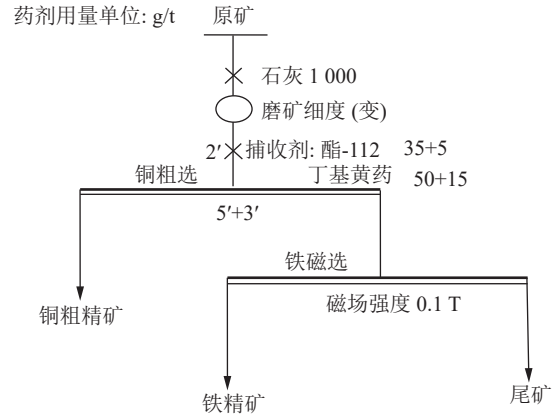 药剂用量单位: g/t 原矿
石灰 1 000
磨矿细度 (变)
2′ 捕收剂: 酯-112 35+5
铜粗选 丁基黄药 50+15
5′+3′
铁磁选
铜粗精矿 磁场强度 0.1 T
铁精矿 尾矿